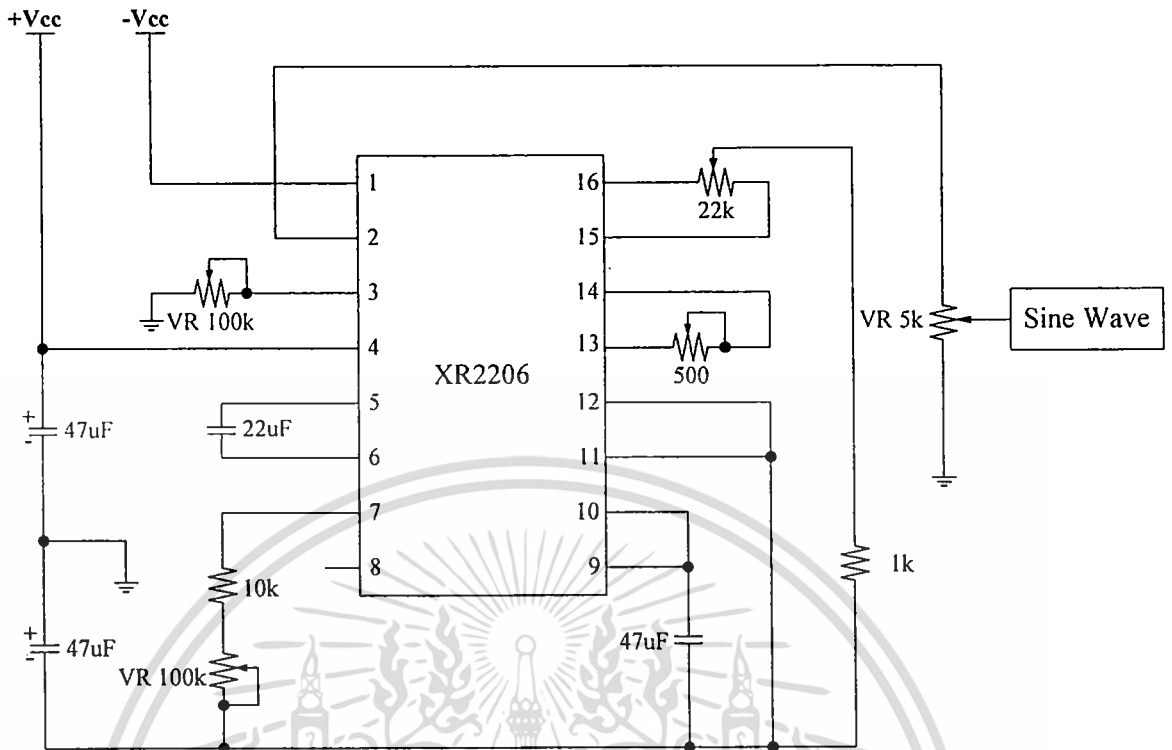 +Vcc -Vcc
1 16
22k
2 15
3 14
VR 100k
VR 5k
Sine Wave
4 13
XR2206
500
5 12
+
47uF
-
22uF
6 11
7 10
8 9
10k
1k
+
47uF
-
47uF
VR 100k